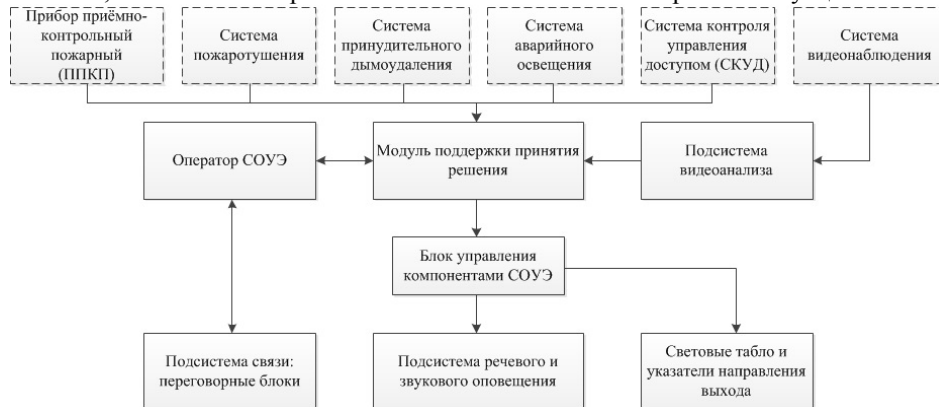 Прибор приёмно-
контрольный
пожарный
(ППКП)
Система
пожаротушения
Система
принудительного
дымоудаления
Система
аварийного
освещения
Система контроля
управления
доступом (СКУД)
Система
видеонаблюдения
Оператор СОУЭ
Модуль поддержки принятия
решения
Подсистема
видеоанализа
Блок управления
компонентами СОУЭ
Подсистема связи:
переговорные блоки
Подсистема речевого и
звукового оповещения
Световые табло и
указатели направления
выхода